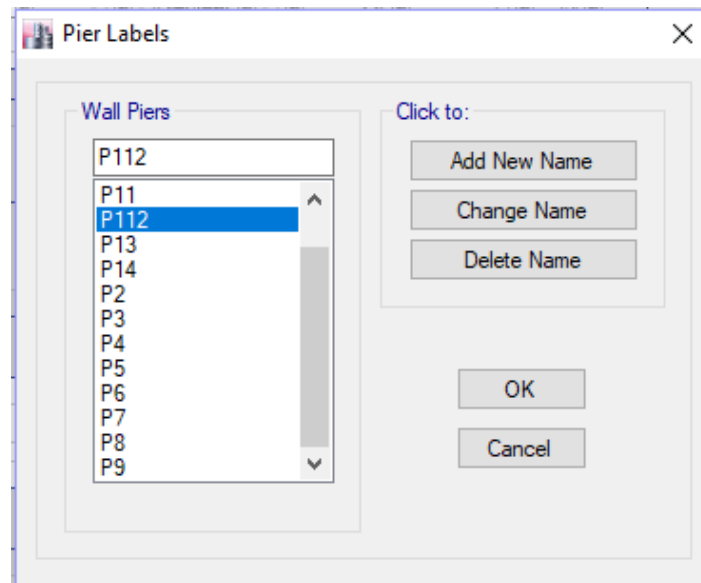 Pier Labels
Wall Piers
P112
P11
P112
P13
P14
P2
P3
P4
P5
P6
P7
P8
P9
Click to:
Add New Name
Change Name
Delete Name
OK
Cancel